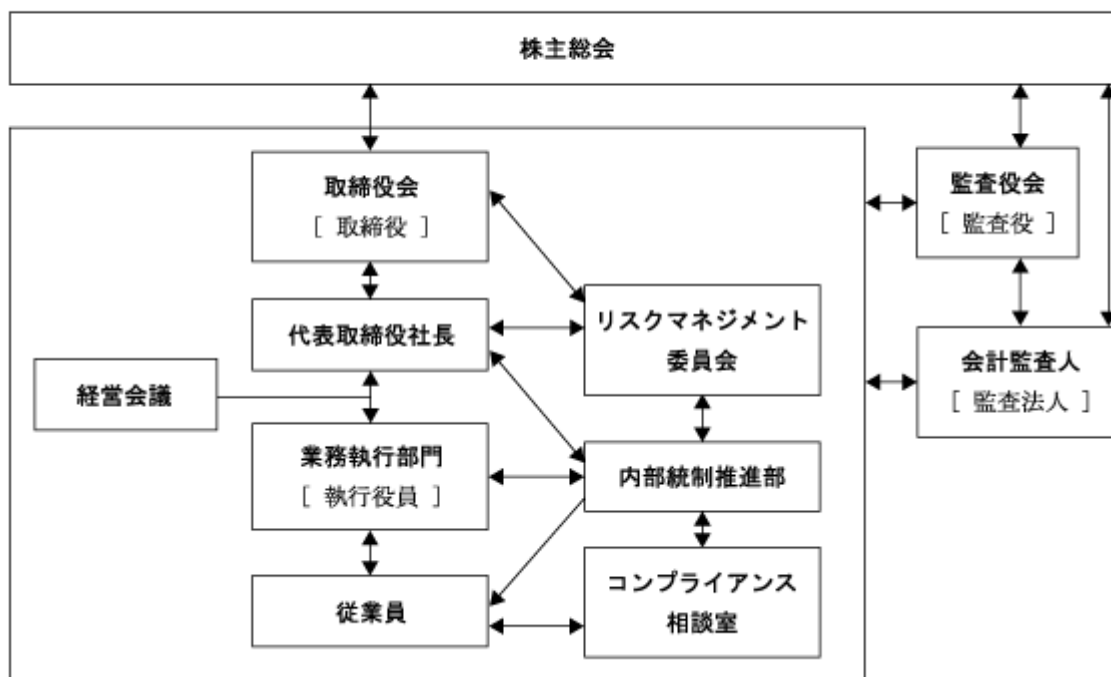 株主総会
取締役会
[ 取締役 ]
監査役会
[ 監査役 ]
代表取締役社長
リスクマネジメント
委員会
会計監査人
[ 監査法人 ]
経営会議
業務執行部門
[ 執行役員 ]
内部統制推進部
従業員
コンプライアンス
相談室